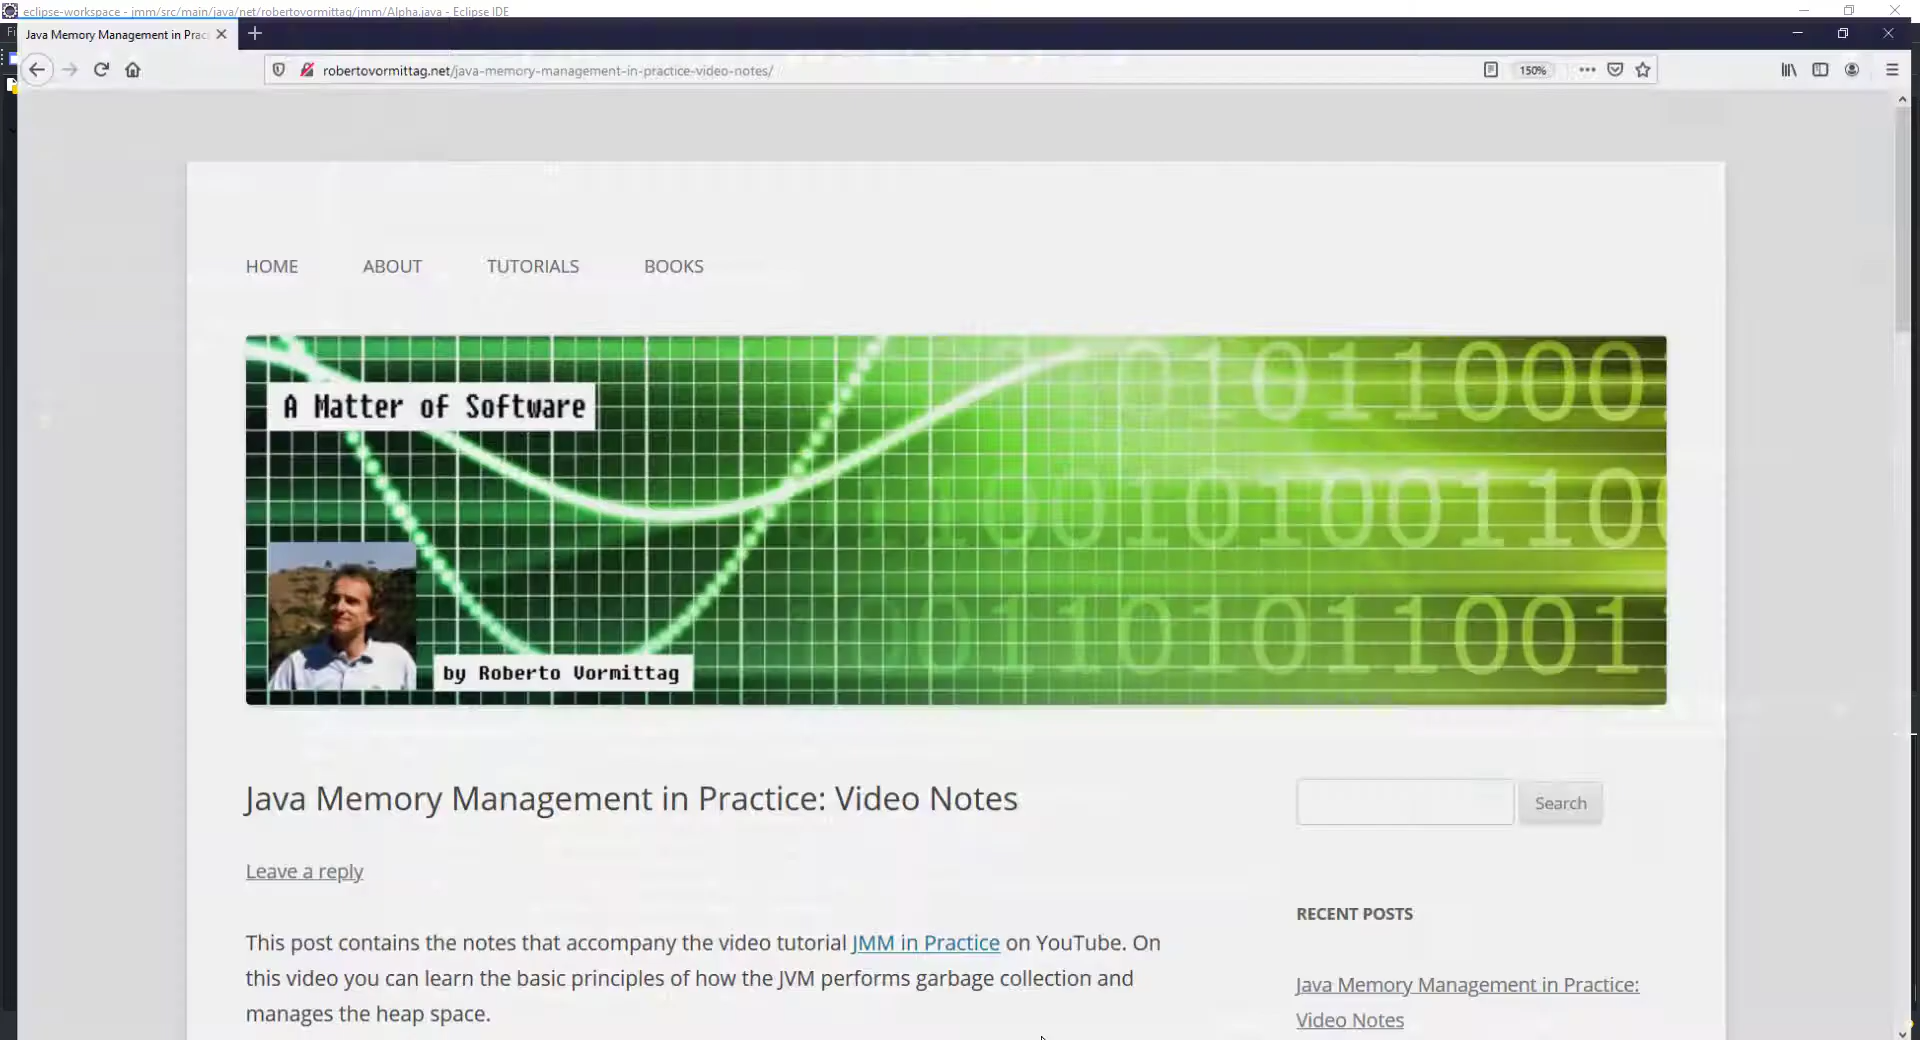 eclipse-workspace - jmm/src/main/java/net/robertovormittag/jmm/Alpha.java - Eclipse IDE
Java Memory Management in Prac
robertovormittag.net/java-memory-management-in-practice-video-notes/
150%
HOME
ABOUT
TUTORIALS
BOOKS
A Matter of Software
by Roberto Vormittag
Java Memory Management in Practice: Video Notes
Search
Leave a reply
This post contains the notes that accompany the video tutorial JMM in Practice on YouTube. On
this video you can learn the basic principles of how the JVM performs garbage collection and
manages the heap space.
RECENT POSTS
Java Memory Management in Practice:
Video Notes